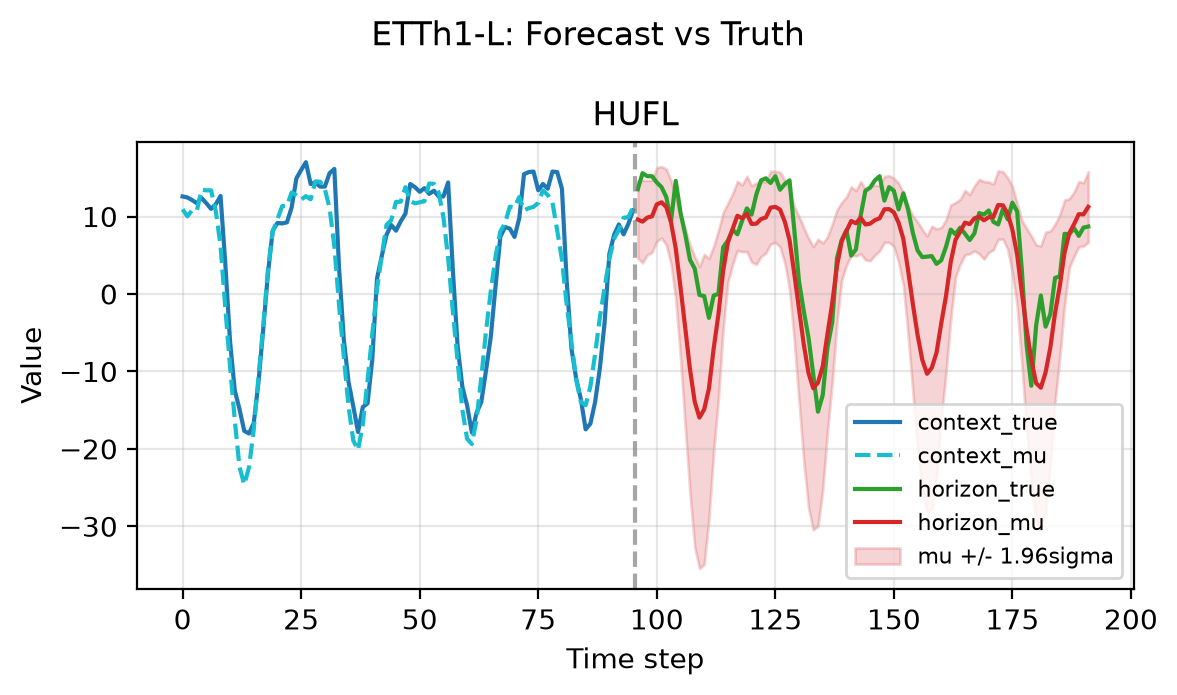 ETTh1-L: Forecast vs Truth
HUFL
Value
10
0
−10
−20
−30
0
25
50
75
100
125
150
175
200
Time step
context_true
context_mu
horizon_true
horizon_mu
mu +/- 1.96sigma